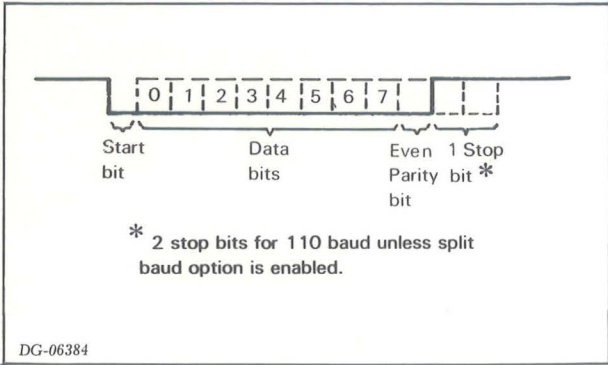 0 1 2 3 4 5 6 7
Start Data Even 1 Stop
bit bits Parity bit *
bit
* 2 stop bits for 110 baud unless split
baud option is enabled.
DG-06384